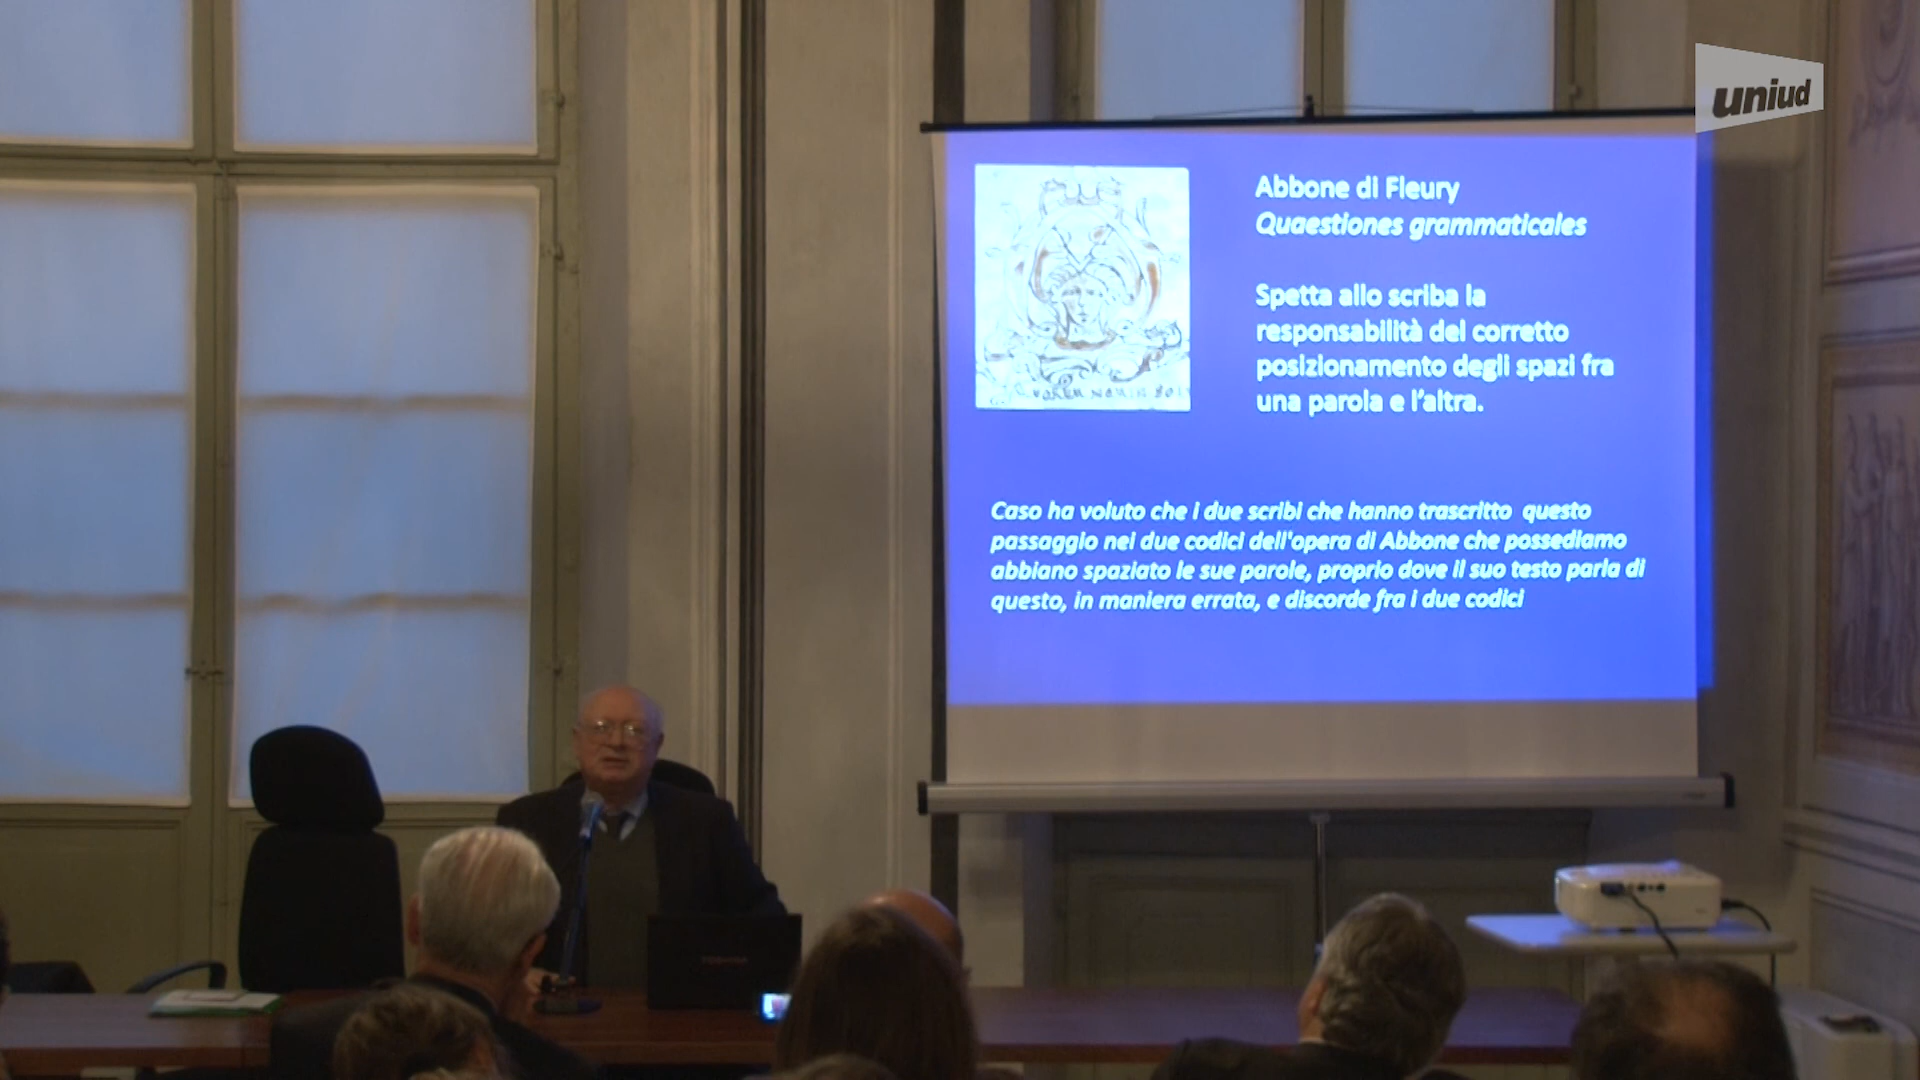 uniud
Abbone di Fleury
Quaestiones grammaticales
Spetta allo scriba la
responsabilità del corretto
posizionamento degli spazi fra
una parola e l'altra.
Caso ha voluto che i due scribi che hanno trascritto questo
passaggio nei due codici dell'opera di Abbone che possediamo
abbiano spaziato le sue parole, proprio dove il suo testo parla di
questo, in maniera errata, e discorde fra i due codici
TOSHIBA